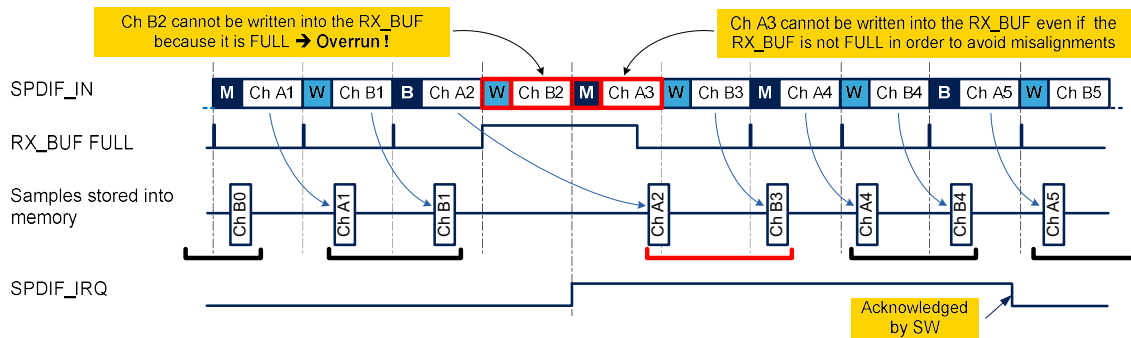 Ch B2 cannot be written into the RX_BUF
because it is FULL ➔ Overrun !
Ch A3 cannot be written into the RX_BUF even if the
RX_BUF is not FULL in order to avoid misalignments
SPDIF_IN
M Ch A1 W Ch B1 B Ch A2 W Ch B2 M Ch A3 W Ch B3 M Ch A4 W Ch B4 B Ch A5 W Ch B5
RX_BUF FULL
Samples stored into
memory
Ch B0 Ch A1 Ch B1 Ch A2 Ch B3 Ch A4 Ch B4 Ch A5
SPDIF_IRQ
Acknowledged
by SW